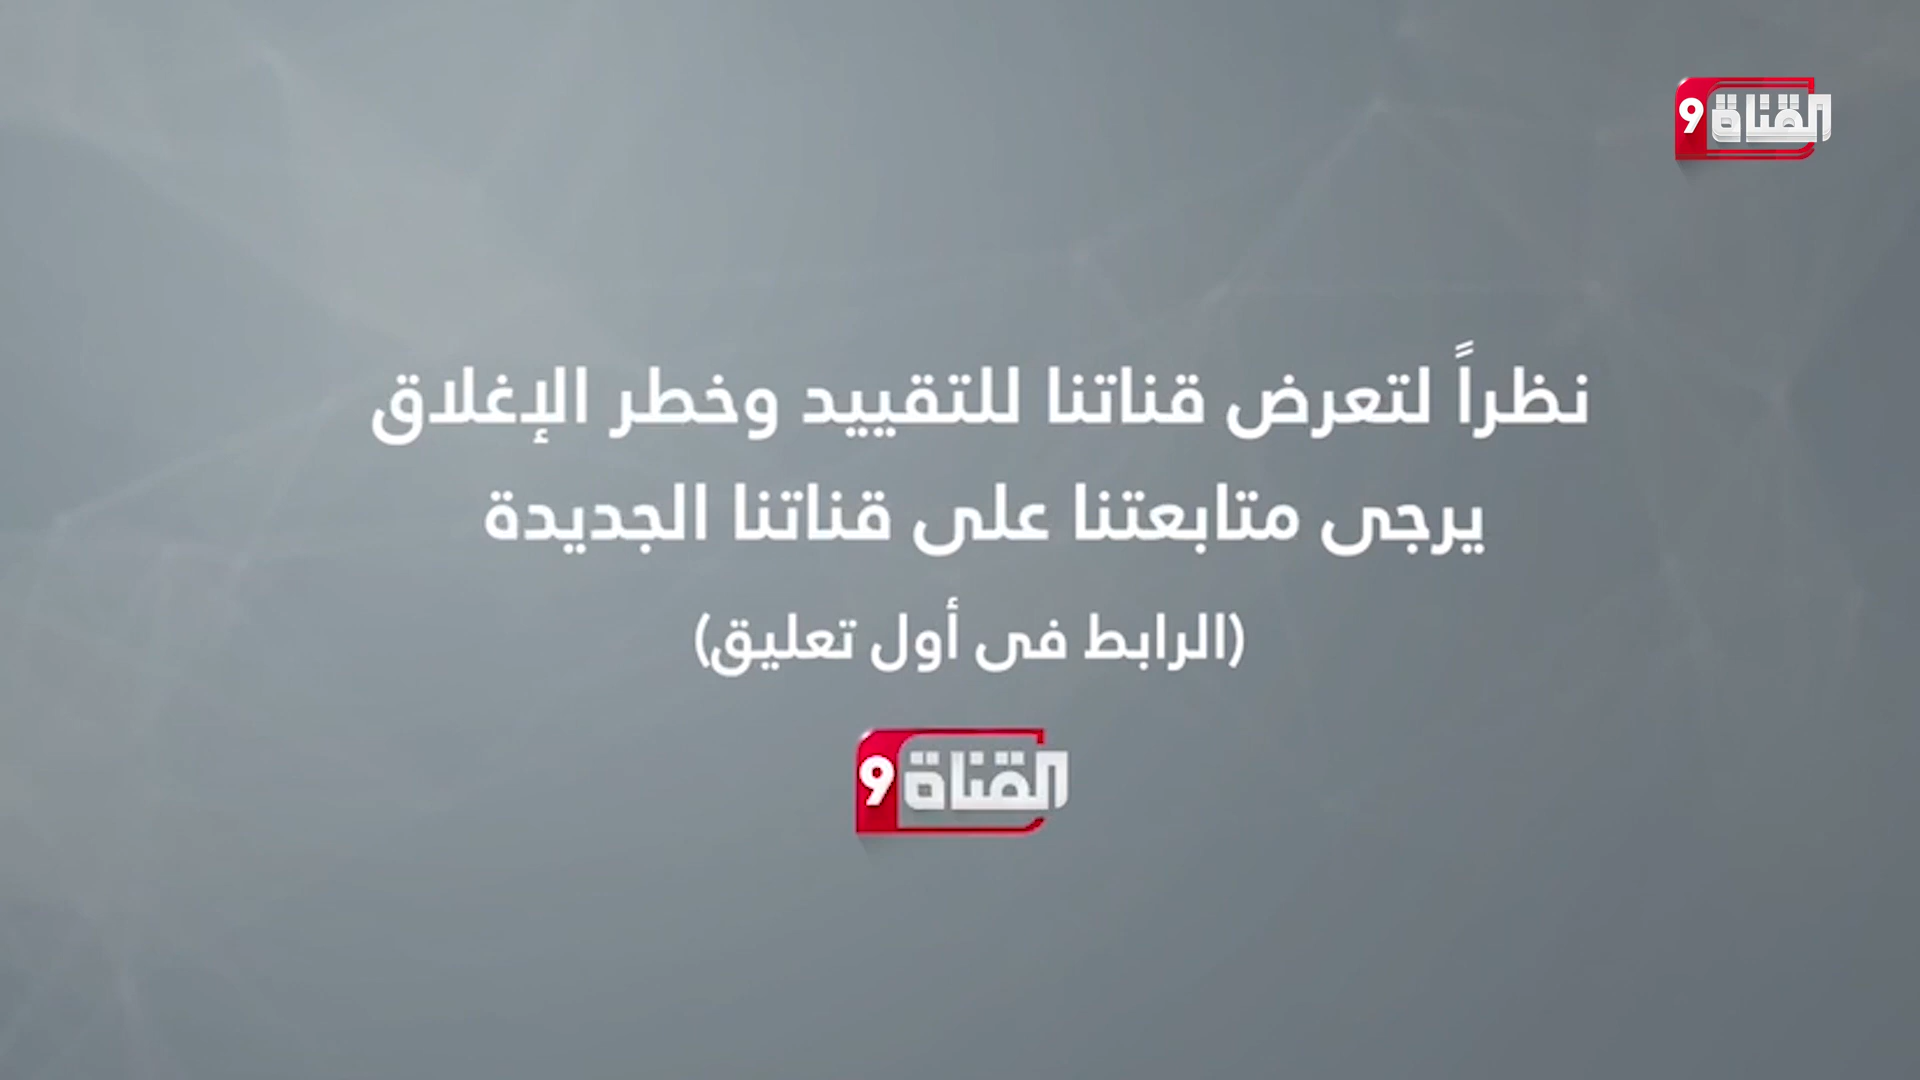 القناة 9
نظراً لتعرض قناتنا للتقييد وخطر الإغلاق
يرجى متابعتنا على قناتنا الجديدة
(الرابط فى أول تعليق)
القناة 9